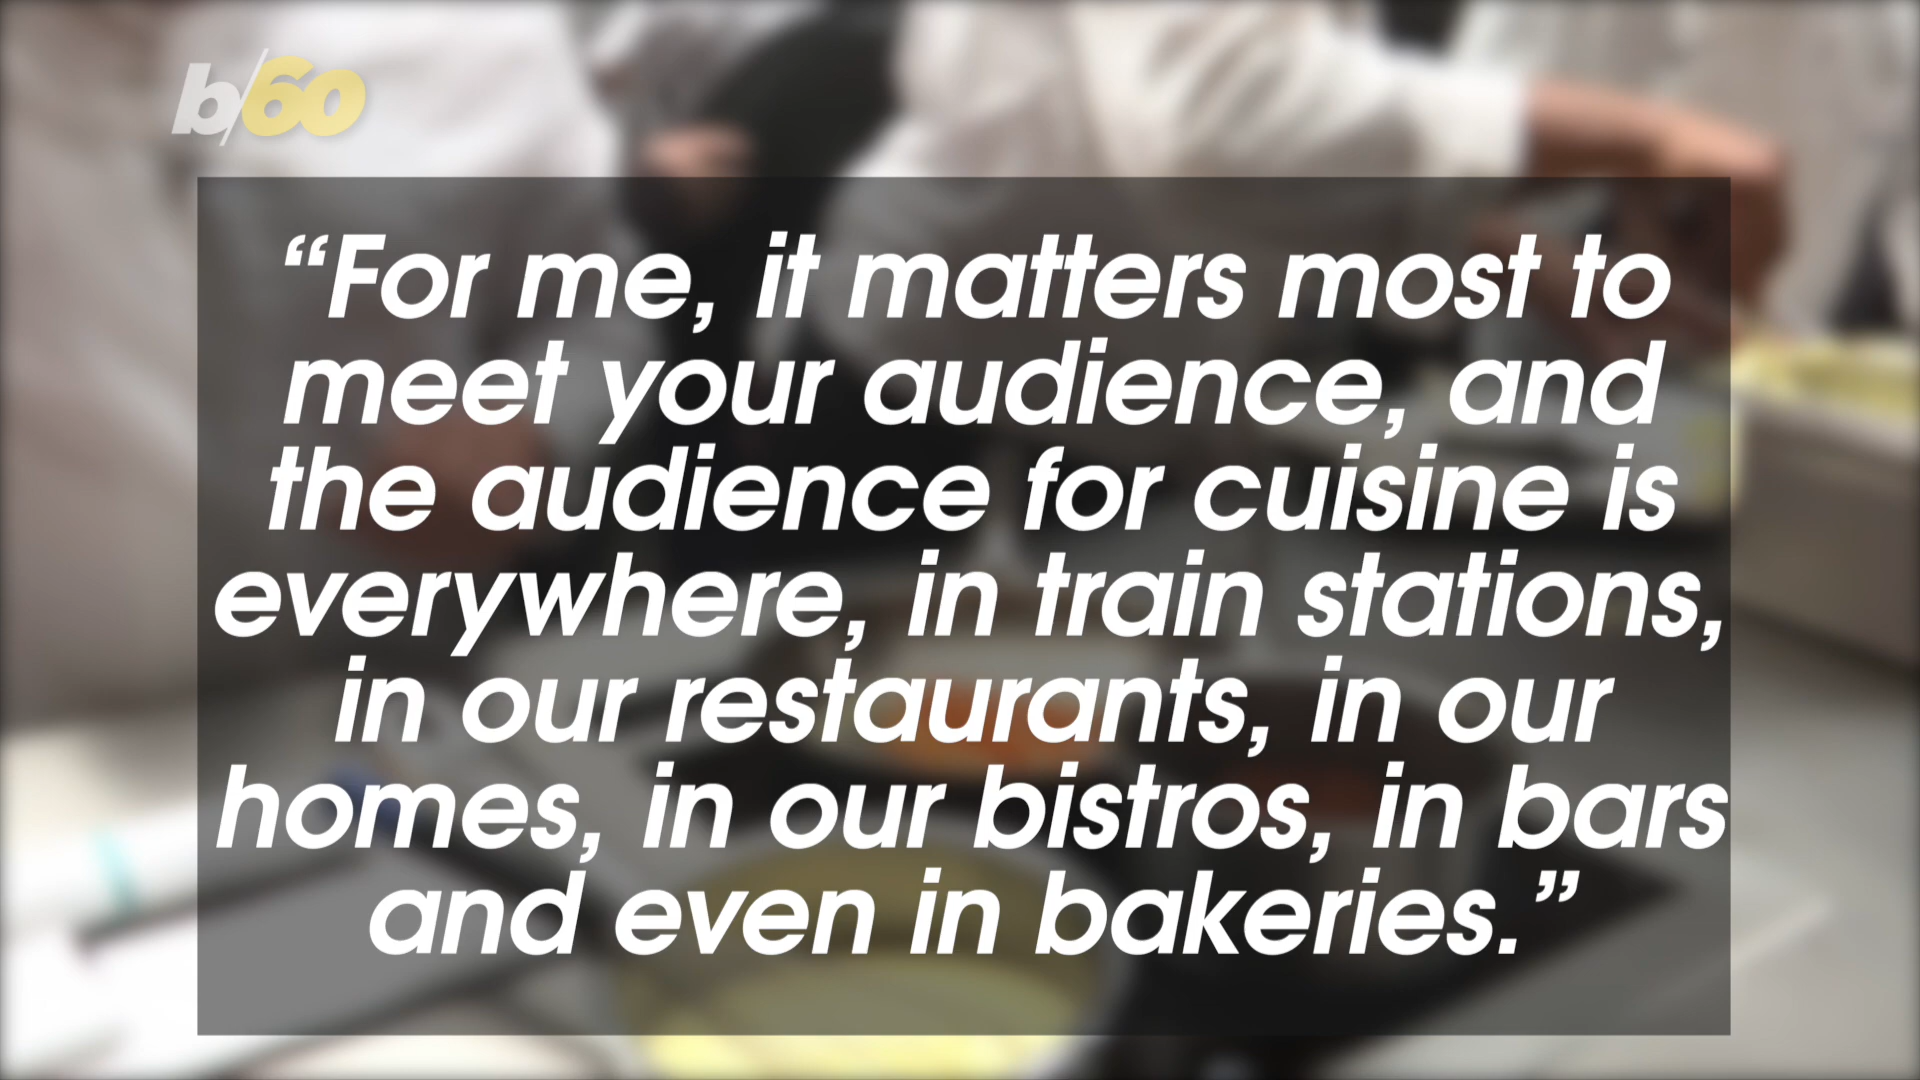 b/60
“For me, it matters most to
meet your audience, and
the audience for cuisine is
everywhere, in train stations,
in our restaurants, in our
homes, in our bistros, in bars
and even in bakeries.”